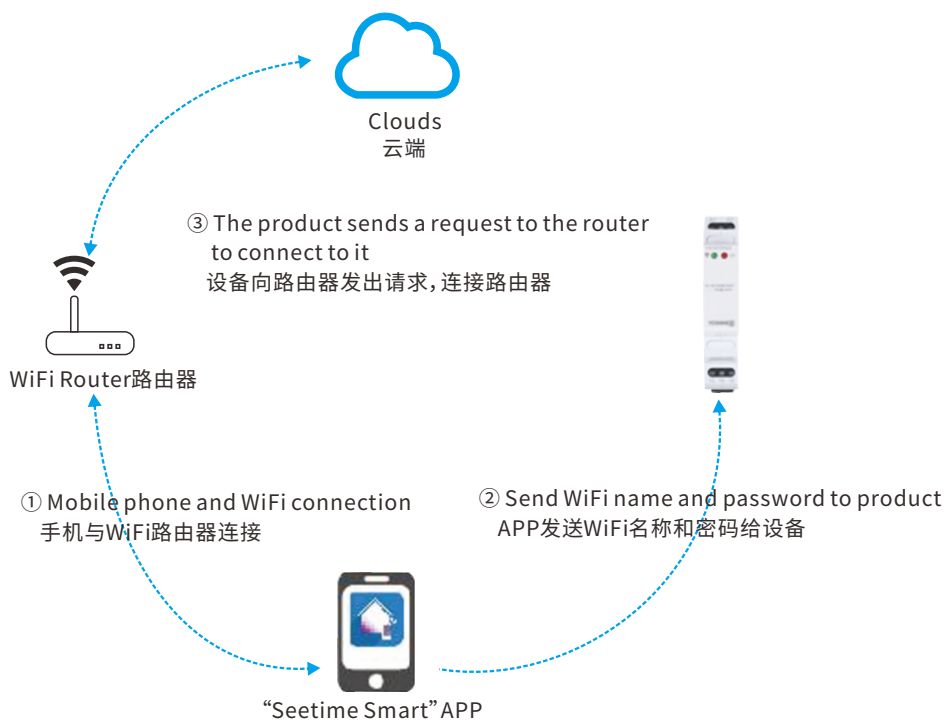 Clouds
云端
③ The product sends a request to the router
to connect to it
设备向路由器发出请求，连接路由器
WiFi Router路由器
① Mobile phone and WiFi connection
手机与WiFi路由器连接
② Send WiFi name and password to product
APP发送WiFi名称和密码给设备
“Seetime Smart”APP